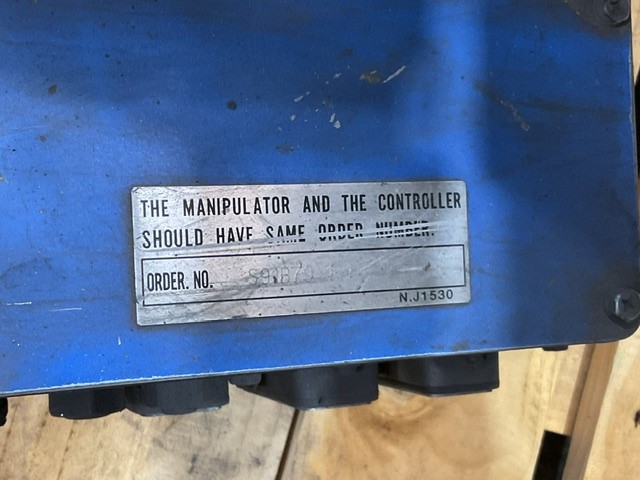 THE MANIPULATOR AND THE CONTROLLER
SHOULD HAVE SAME ORDER NUMBER.
ORDER. NO.
N.J1530